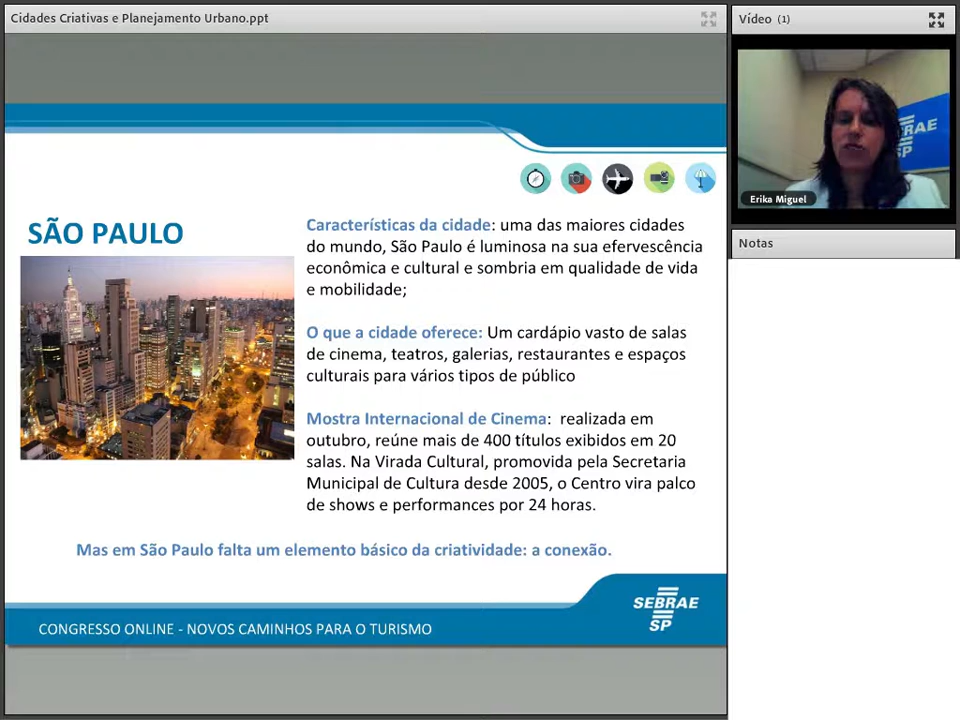 Cidades Criativas e Planejamento Urbano.ppt
Vídeo (1)
SEBRAE
SP
Erika Miguel
Notas
SÃO PAULO
Características da cidade: uma das maiores cidades
do mundo, São Paulo é luminosa na sua efervescência
econômica e cultural e sombria em qualidade de vida
e mobilidade;
O que a cidade oferece: Um cardápio vasto de salas
de cinema, teatros, galerias, restaurantes e espaços
culturais para vários tipos de público
Mostra Internacional de Cinema: realizada em
outubro, reúne mais de 400 títulos exibidos em 20
salas. Na Virada Cultural, promovida pela Secretaria
Municipal de Cultura desde 2005, o Centro vira palco
de shows e performances por 24 horas.
Mas em São Paulo falta um elemento básico da criatividade: a conexão.
SEBRAE
SP
CONGRESSO ONLINE - NOVOS CAMINHOS PARA O TURISMO